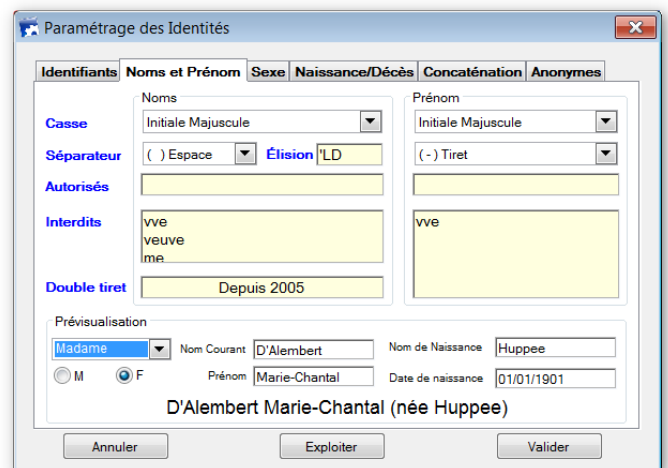 Paramétrage des Identités
Identifiants Noms et Prénom Sexe Naissance/Décès Concaténation Anonymes
Noms Prénom
Casse Initiale Majuscule Initiale Majuscule
Séparateur ( ) Espace Élision 'LD (-) Tiret
Autorisés
Interdits vve vve
veuve
me
Double tiret Depuis 2005
Prévisualisation
Madame Nom Courant D'Alembert Nom de Naissance Huppee
M F Prénom Marie-Chantal Date de naissance 01/01/1901
D'Alembert Marie-Chantal (née Huppee)
Annuler Exploiter Valider